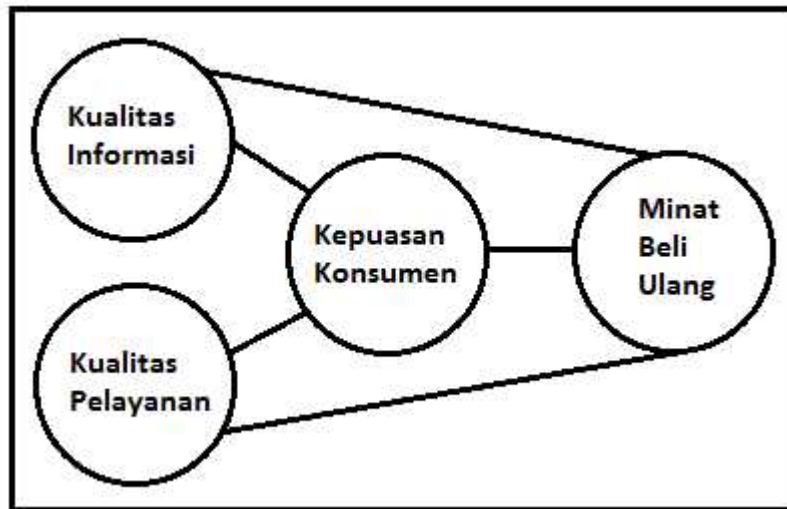 Kualitas
Informasi
Kepuasan
Konsumen
Minat
Beli
Ulang
Kualitas
Pelayanan